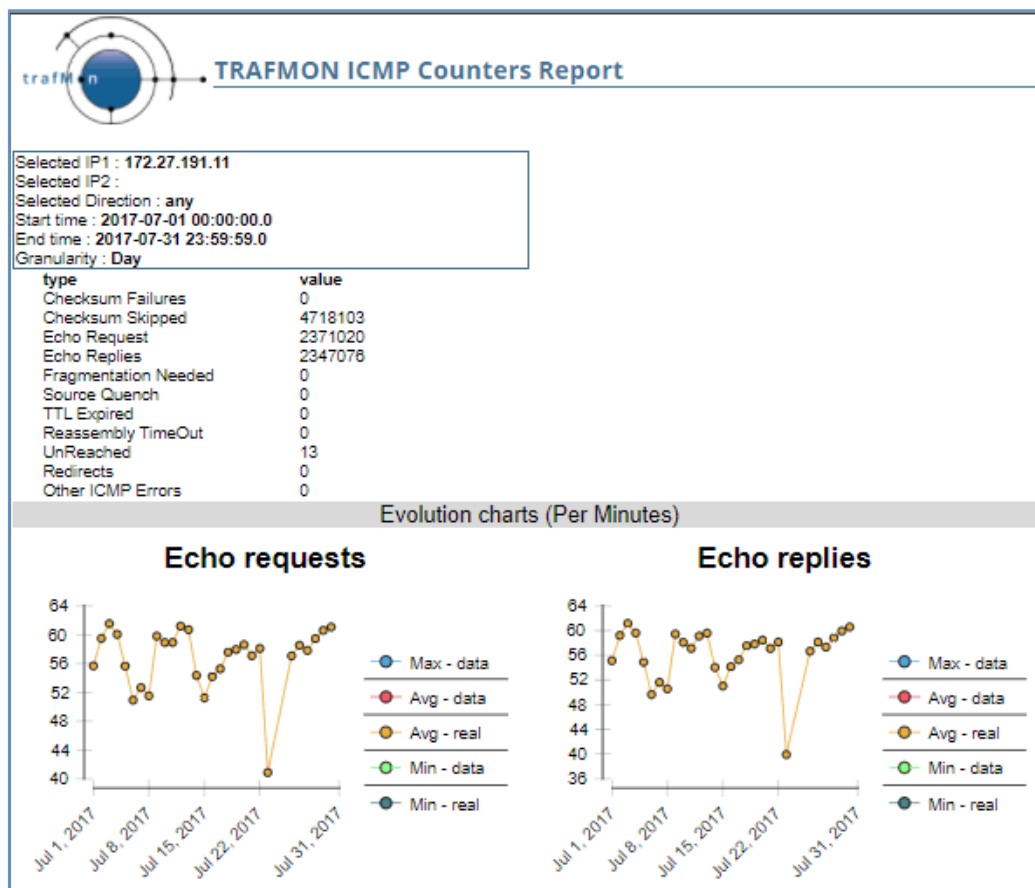 trafM n
TRAFMON ICMP Counters Report
Selected IP1 : 172.27.191.11
Selected IP2 :
Selected Direction : any
Start time : 2017-07-01 00:00:00.0
End time : 2017-07-31 23:59:59.0
Granularity : Day
type value
Checksum Failures 0
Checksum Skipped 4718103
Echo Request 2371020
Echo Replies 2347076
Fragmentation Needed 0
Source Quench 0
TTL Expired 0
Reassembly TimeOut 0
UnReached 13
Redirects 0
Other ICMP Errors 0
Evolution charts (Per Minutes)
Echo requests
64
60
56
52
48
44
40
Jul 1, 2017
Jul 8, 2017
Jul 15, 2017
Jul 22, 2017
Jul 31, 2017
Max - data
Avg - data
Avg - real
Min - data
Min - real
Echo replies
64
60
56
52
48
44
40
36
Jul 1, 2017
Jul 8, 2017
Jul 15, 2017
Jul 22, 2017
Jul 31, 2017
Max - data
Avg - data
Avg - real
Min - data
Min - real